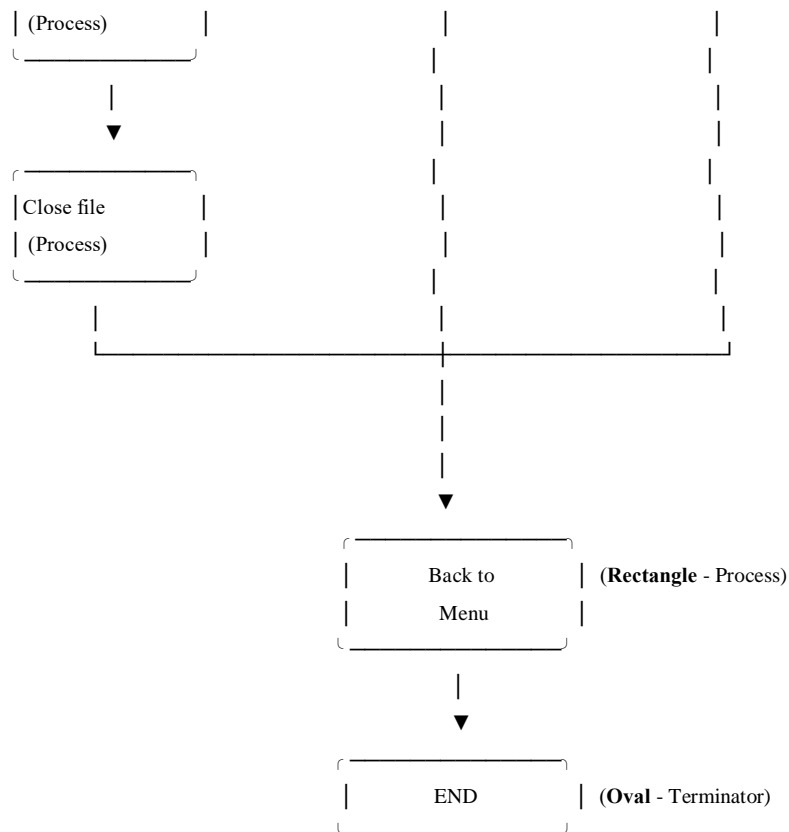 (Process)
Close file
(Process)
Back to (Rectangle - Process)
Menu
END (Oval - Terminator)